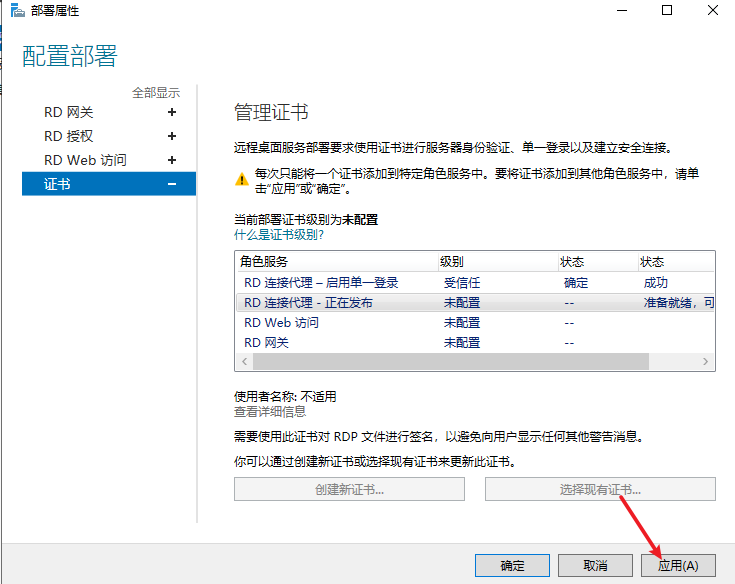 部署属性
配置部署
全部显示
RD 网关 +
RD 授权 +
RD Web 访问 +
证书 −
管理证书
远程桌面服务部署要求使用证书进行服务器身份验证、单一登录以及建立安全连接。
每次只能将一个证书添加到特定角色服务中。要将证书添加到其他角色服务中，请单
击“应用”或“确定”。
当前部署证书级别为未配置
什么是证书级别?
角色服务 级别 状态 状态
RD 连接代理 – 启用单一登录 受信任 确定 成功
RD 连接代理 - 正在发布 未配置 -- 准备就绪，可
RD Web 访问 未配置 --
RD 网关 未配置 --
使用者名称: 不适用
查看详细信息
需要使用此证书对 RDP 文件进行签名，以避免向用户显示任何其他警告消息。
你可以通过创建新证书或选择现有证书来更新此证书。
创建新证书... 选择现有证书...
确定 取消 应用(A)